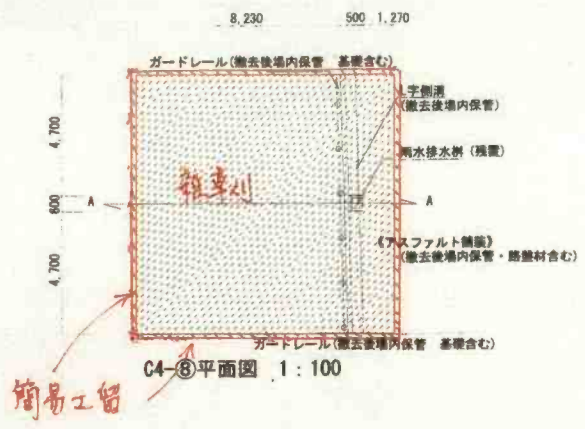 8,230 500 1,270
ガードレール(撤去後場内保管 基礎含む)
L字側溝
(撤去後場内保管)
4,700
雨水排水桝 (残置)
雑草刈
600
A A
《アスファルト舗装》
(撤去後場内保管・路盤材含む)
4,700
ガードレール(撤去後場内保管 基礎含む)
C4-⑧平面図 1:100
簡易土留